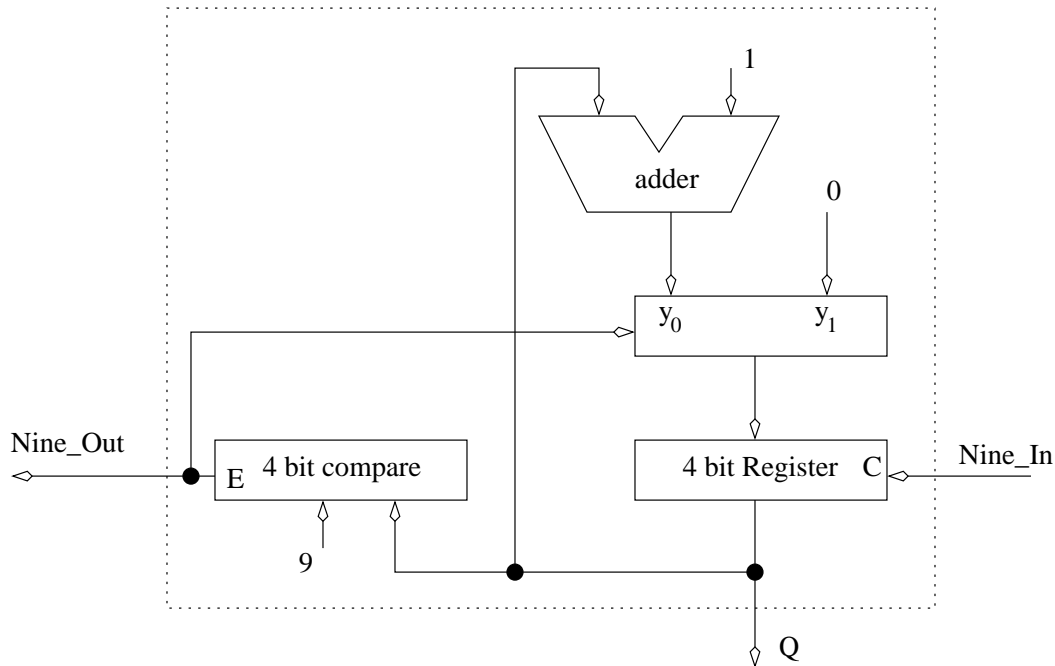 1
adder
0
y0 y1
Nine_Out
E 4 bit compare
4 bit Register C
Nine_In
9
Q